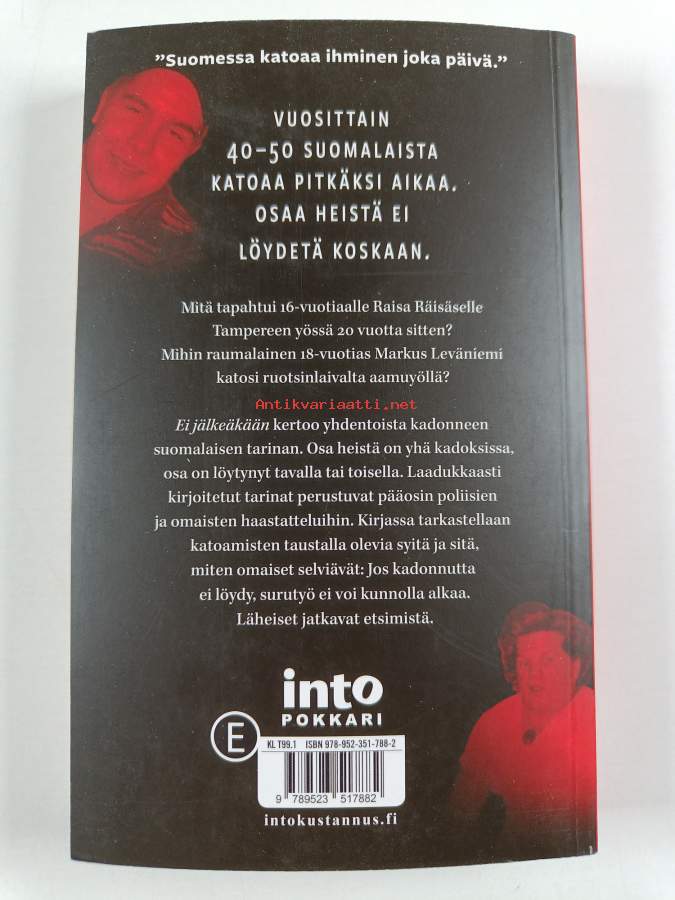 ”Suomessa katoaa ihminen joka päivä.”
VUOSITTAIN
40–50 SUOMALAISTA
KATOAA PITKÄKSI AIKAA.
OSAA HEISTÄ EI
LÖYDETÄ KOSKAAN.
Mitä tapahtui 16-vuotiaalle Raisa Räisäselle
Tampereen yössä 20 vuotta sitten?
Mihin raumalainen 18-vuotias Markus Leväniemi
katosi ruotsinlaivalta aamuyöllä?
Antikvariaatti.net
Ei jälkeäkään kertoo yhdentoista kadonneen
suomalaisen tarinan. Osa heistä on yhä kadoksissa,
osa on löytynyt tavalla tai toisella. Laadukkaasti
kirjoitetut tarinat perustuvat pääosin poliisien
ja omaisten haastatteluihin. Kirjassa tarkastellaan
katoamisten taustalla olevia syitä ja sitä,
miten omaiset selviävät: Jos kadonnutta
ei löydy, surutyö ei voi kunnolla alkaa.
Läheiset jatkavat etsimistä.
into
POKKARI
E
KL T99.1 ISBN 978-952-351-788-2
9 789523 517882
intokustannus.fi